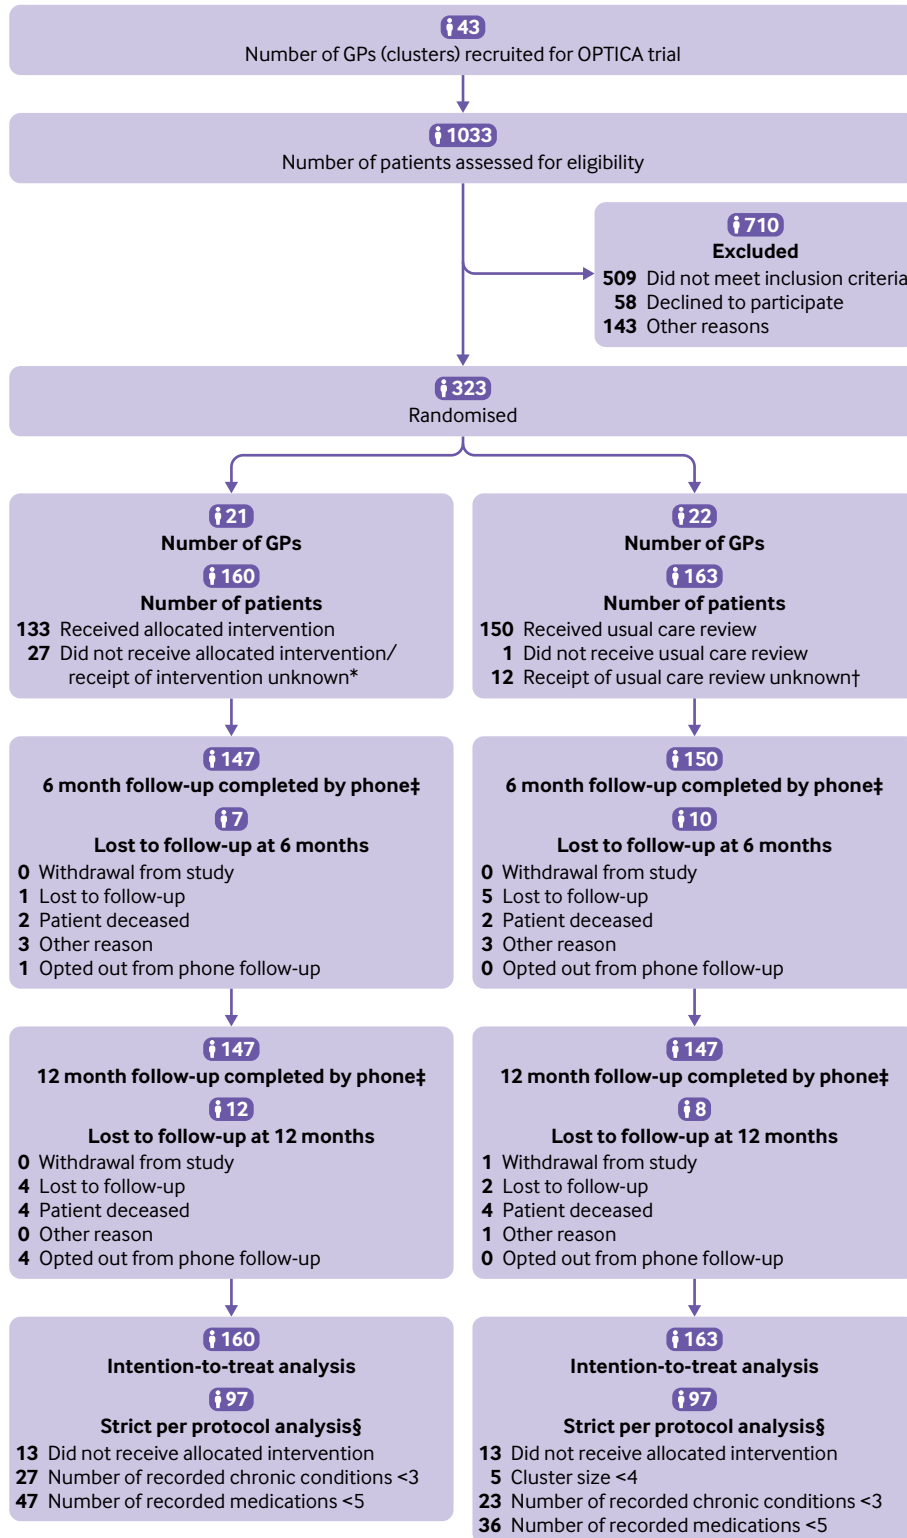 43
Number of GPs (clusters) recruited for OPTICA trial
1033
Number of patients assessed for eligibility
710
Excluded
509 Did not meet inclusion criteria
58 Declined to participate
143 Other reasons
323
Randomised
21
Number of GPs
160
Number of patients
133 Received allocated intervention
27 Did not receive allocated intervention/
receipt of intervention unknown*
22
Number of GPs
163
Number of patients
150 Received usual care review
1 Did not receive usual care review
12 Receipt of usual care review unknown†
147
6 month follow-up completed by phone‡
7
Lost to follow-up at 6 months
0 Withdrawal from study
1 Lost to follow-up
2 Patient deceased
3 Other reason
1 Opted out from phone follow-up
150
6 month follow-up completed by phone‡
10
Lost to follow-up at 6 months
0 Withdrawal from study
5 Lost to follow-up
2 Patient deceased
3 Other reason
0 Opted out from phone follow-up
147
12 month follow-up completed by phone‡
12
Lost to follow-up at 12 months
0 Withdrawal from study
4 Lost to follow-up
4 Patient deceased
0 Other reason
4 Opted out from phone follow-up
147
12 month follow-up completed by phone‡
8
Lost to follow-up at 12 months
1 Withdrawal from study
2 Lost to follow-up
4 Patient deceased
1 Other reason
0 Opted out from phone follow-up
160
Intention-to-treat analysis
97
Strict per protocol analysis§
13 Did not receive allocated intervention
27 Number of recorded chronic conditions <3
47 Number of recorded medications <5
163
Intention-to-treat analysis
97
Strict per protocol analysis§
13 Did not receive allocated intervention
5 Cluster size <4
23 Number of recorded chronic conditions <3
36 Number of recorded medications <5